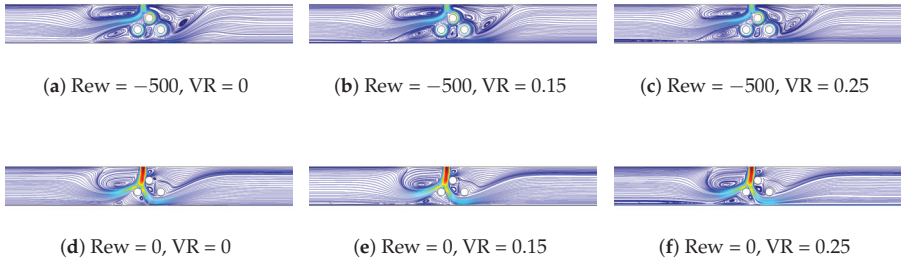 (a) Rew = −500, VR = 0
(b) Rew = −500, VR = 0.15
(c) Rew = −500, VR = 0.25
(d) Rew = 0, VR = 0
(e) Rew = 0, VR = 0.15
(f) Rew = 0, VR = 0.25